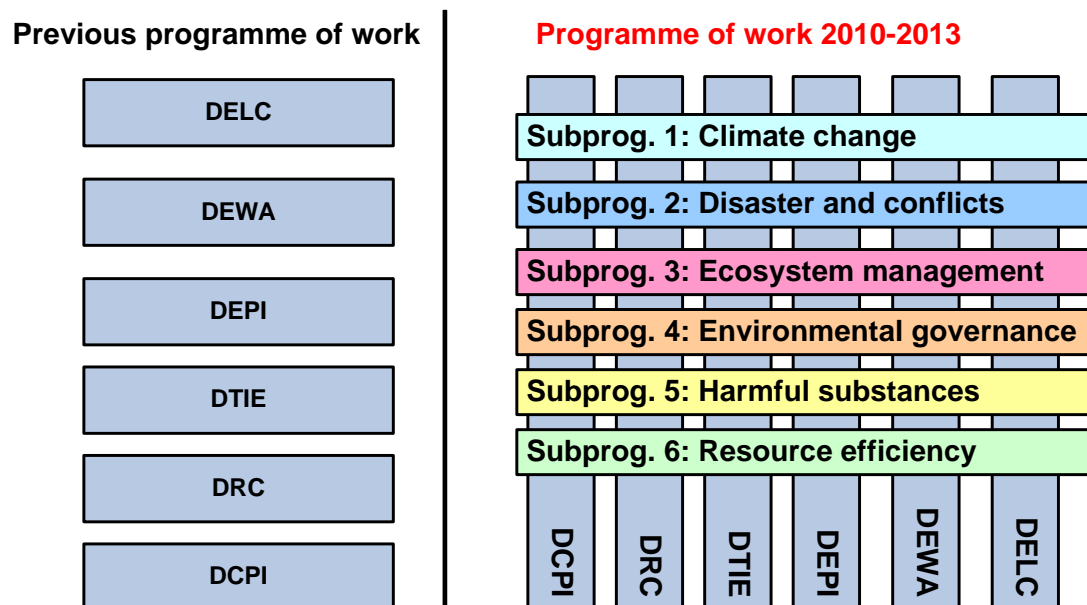 Previous programme of work
DELC
DEWA
DEPI
DTIE
DRC
DCPI
Programme of work 2010-2013
Subprog. 1: Climate change
Subprog. 2: Disaster and conflicts
Subprog. 3: Ecosystem management
Subprog. 4: Environmental governance
Subprog. 5: Harmful substances
Subprog. 6: Resource efficiency
DCPI
DRC
DTIE
DEPI
DEWA
DELC